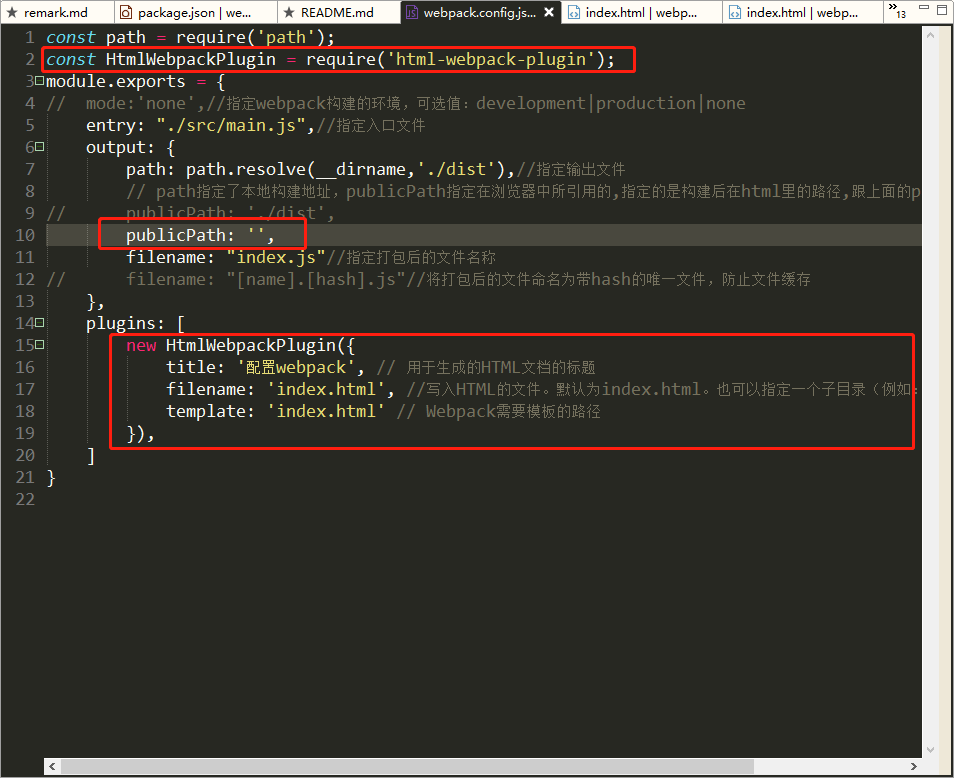 remark.md
package.json | we...
README.md
webpack.config.js...
index.html | webp...
index.html | webp...
13
1 const path = require('path');
2 const HtmlWebpackPlugin = require('html-webpack-plugin');
3 module.exports = {
4 //  mode:'none',//指定webpack构建的环境，可选值：development|production|none
5     entry: "./src/main.js",//指定入口文件
6     output: {
7         path: path.resolve(__dirname,'./dist'),//指定输出文件
8         // path指定了本地构建地址，publicPath指定在浏览器中所引用的,指定的是构建后在html里的路径,跟上面的p
9 //      publicPath: './dist',
10         publicPath: '',
11         filename: "index.js"//指定打包后的文件名称
12 //      filename: "[name].[hash].js"//将打包后的文件命名为带hash的唯一文件，防止文件缓存
13     },
14     plugins: [
15         new HtmlWebpackPlugin({
16             title: '配置webpack', // 用于生成的HTML文档的标题
17             filename: 'index.html', //写入HTML的文件。默认为index.html。也可以指定一个子目录（例如：
18             template: 'index.html' // Webpack需要模板的路径
19         }),
20     ]
21 }
22